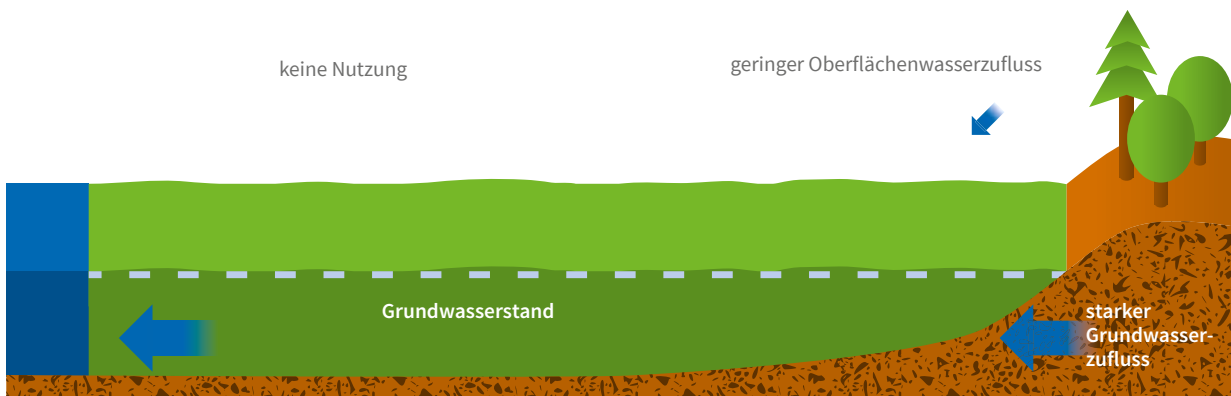 keine Nutzung
geringer Oberflächenwasserzufluss
Grundwasserstand
starker
Grundwasser-
zufluss